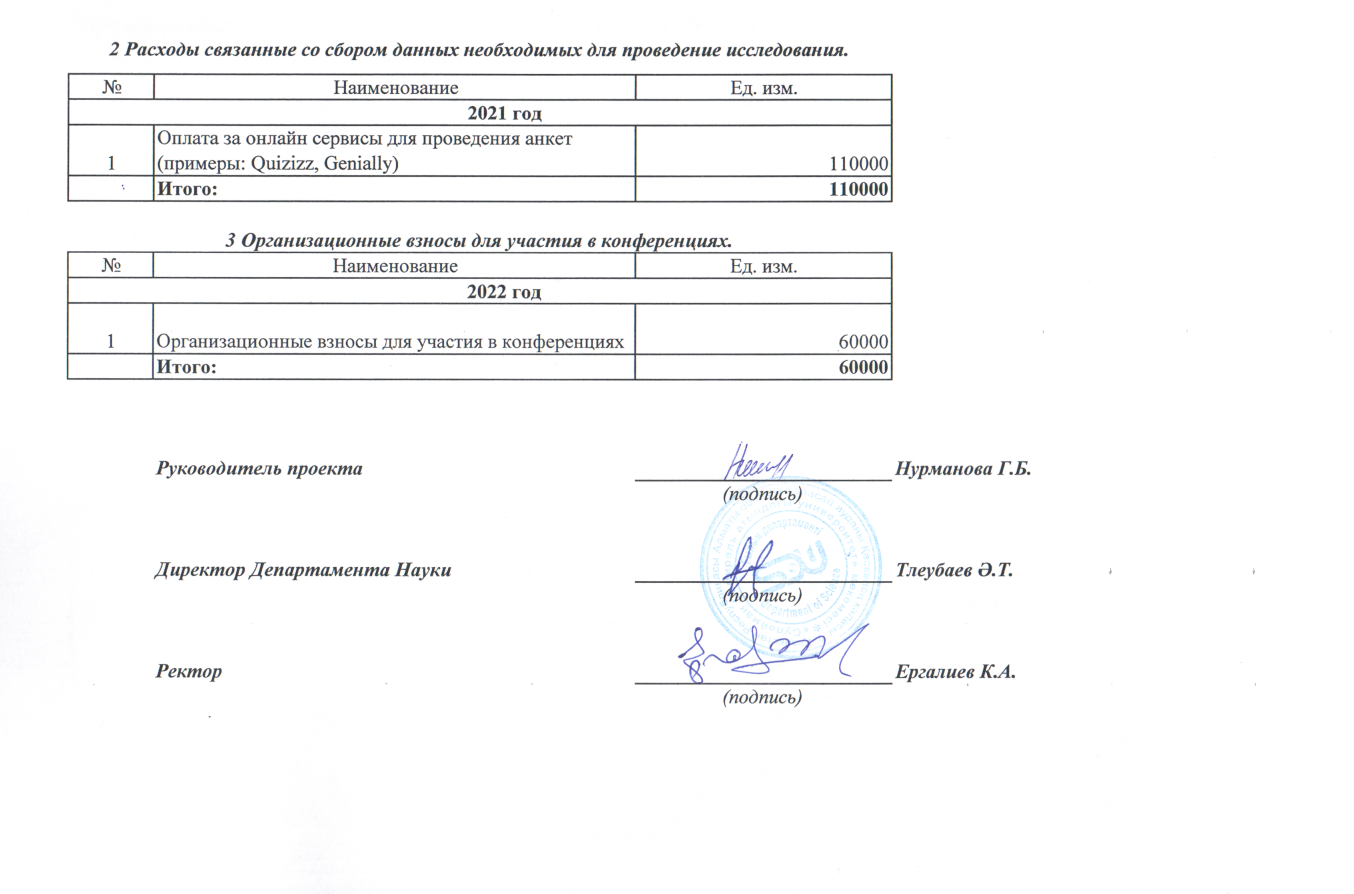 2 Расходы связанные со сбором данных необходимых для проведение исследования.
№ Наименование Ед. изм.
2021 год
Оплата за онлайн сервисы для проведения анкет
1 (примеры: Quizizz, Genially) 110000
Итого: 110000
3 Организационные взносы для участия в конференциях.
№ Наименование Ед. изм.
2022 год
1 Организационные взносы для участия в конференциях 60000
Итого: 60000
Руководитель проекта Нурманова Г.Б.
(подпись)
Директор Департамента Науки Тлеубаев Ә.Т.
(подпись)
Department of Science
Ректор Ергалиев К.А.
(подпись)